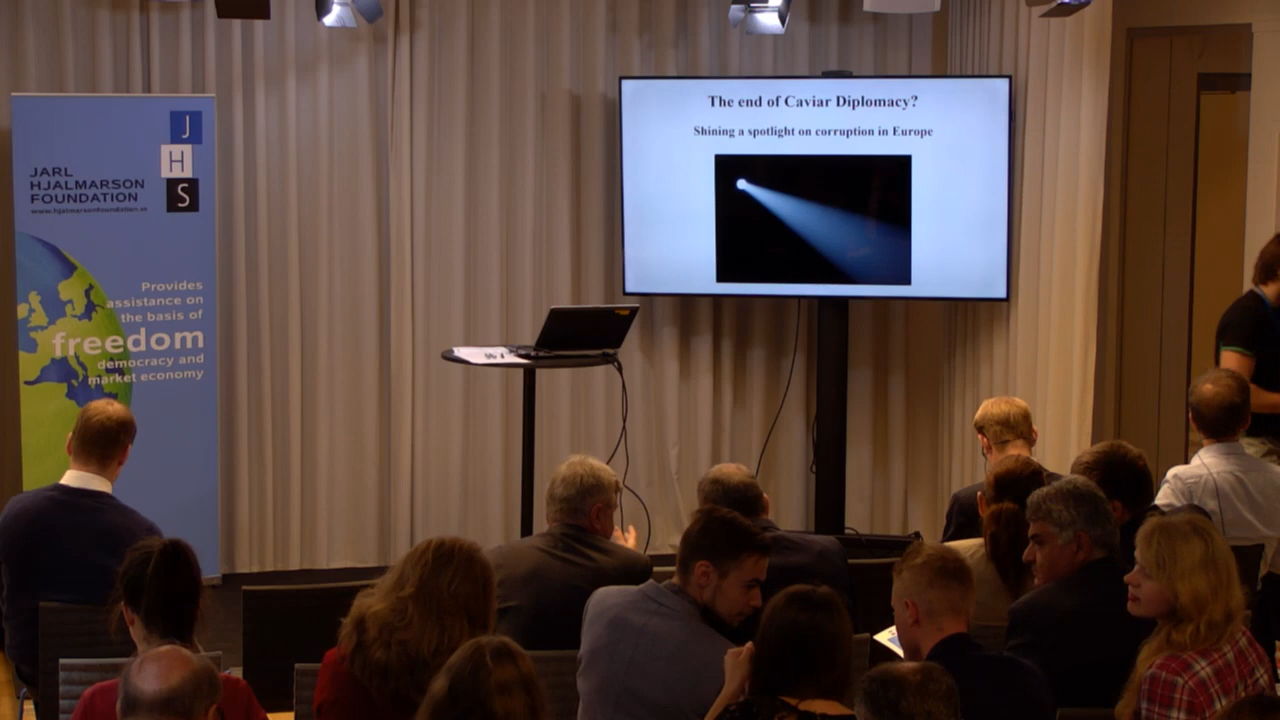 J
H
S
JARL
HJALMARSON
FOUNDATION
www.hjalmarsonfoundation.se
Provides
assistance on
the basis of
freedom
democracy and
market economy
The end of Caviar Diplomacy?
Shining a spotlight on corruption in Europe